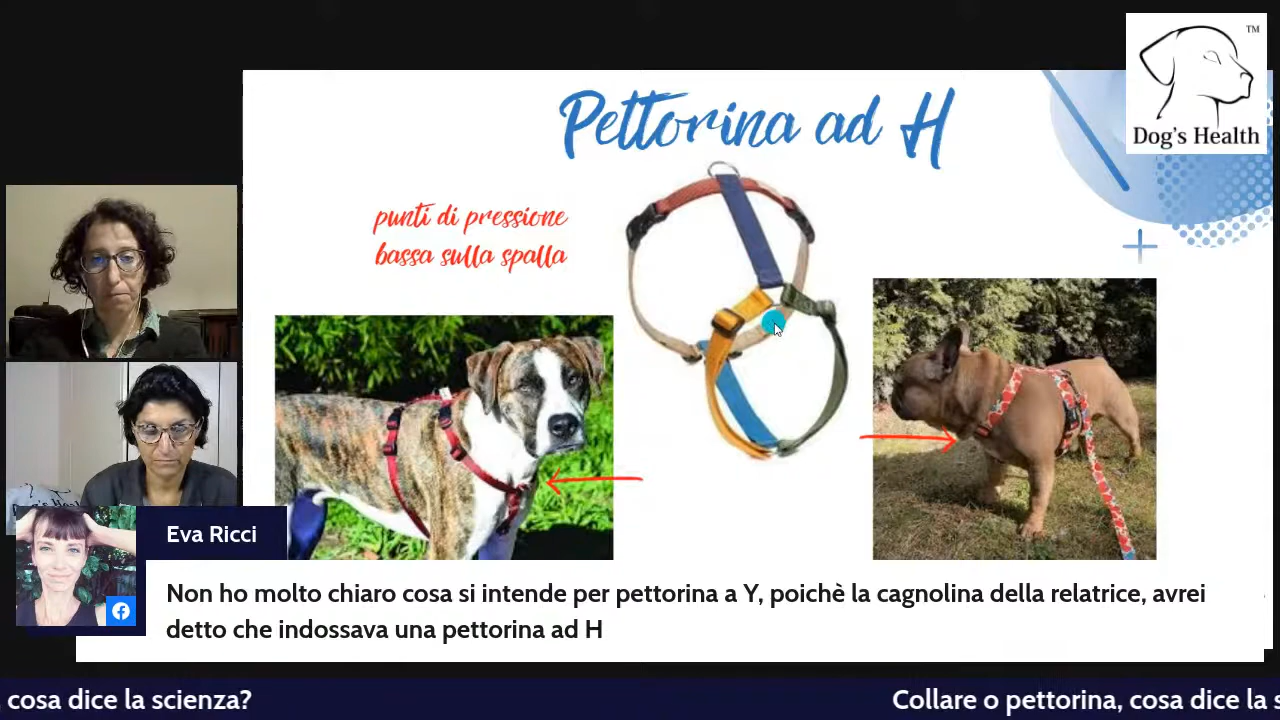 Pettorina ad H
TM
Dog's Health
punti di pressione
bassa sulla spalla
Eva Ricci
Non ho molto chiaro cosa si intende per pettorina a Y, poichè la cagnolina della relatrice, avrei
detto che indossava una pettorina ad H
cosa dice la scienza?
Collare o pettorina, cosa dice la